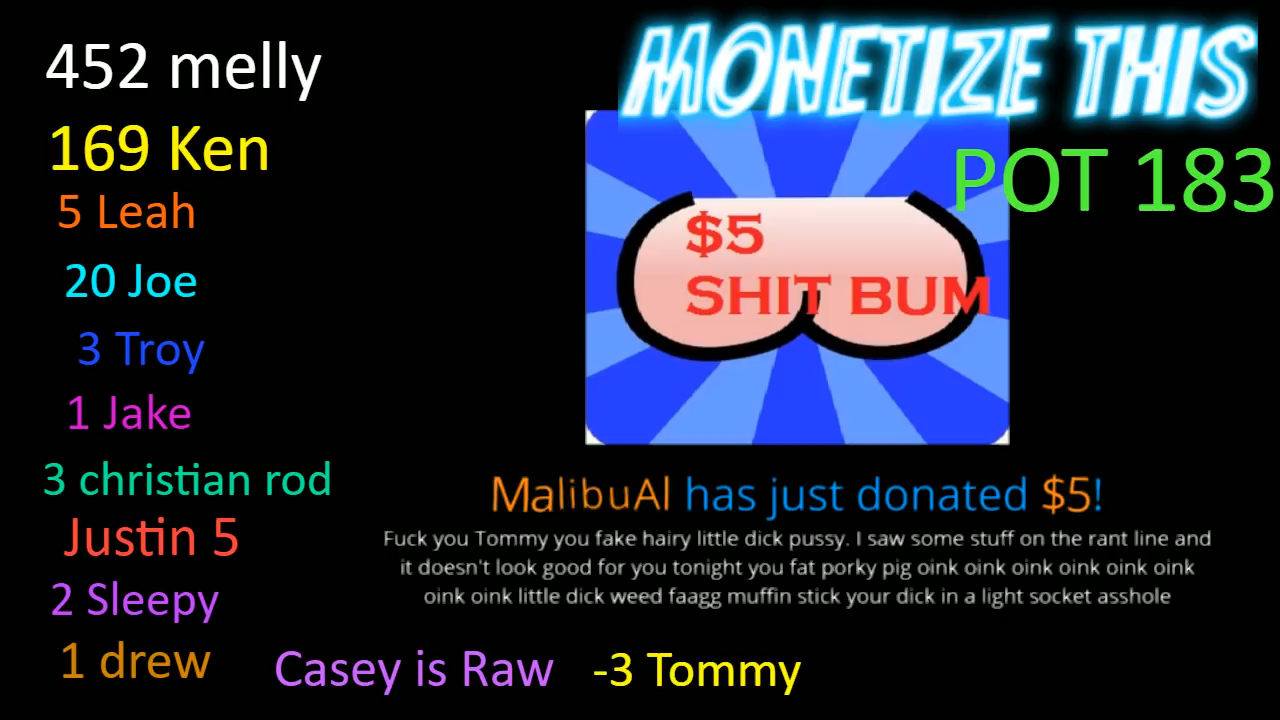 452 melly
MONETIZE THIS
169 Ken
POT 183
5 Leah
$5
SHIT BUM
20 Joe
3 Troy
1 Jake
3 christian rod
MalibuAl has just donated $5!
Justin 5
Fuck you Tommy you fake hairy little dick pussy. I saw some stuff on the rant line and
it doesn't look good for you tonight you fat porky pig oink oink oink oink oink oink
oink oink little dick weed faagg muffin stick your dick in a light socket asshole
2 Sleepy
1 drew
Casey is Raw
-3 Tommy